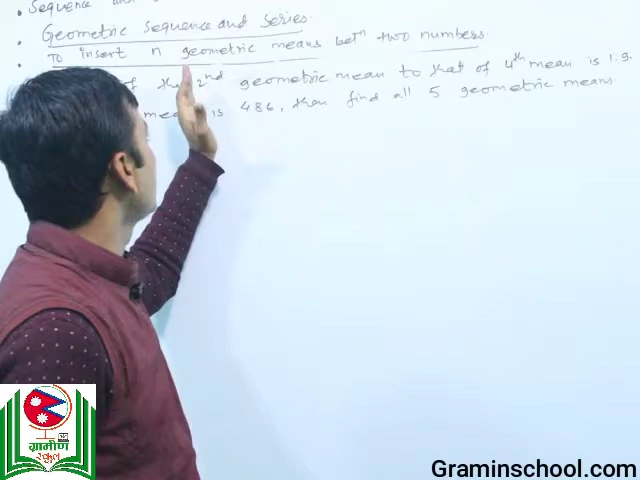 • Sequence and
• Geometric Sequence and Series.
• To insert n geometric means betⁿ two numbers.
of the 2nd geometric mean to that of 4th mean is 1:9.
mean is 486, then find all 5 geometric means.
ग्रामीण
स्कुल
Graminschool.com